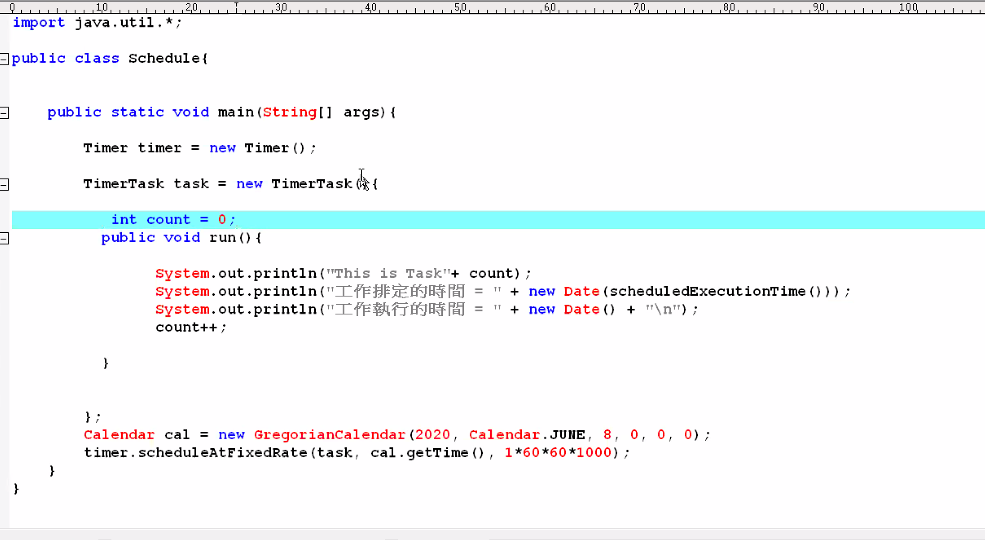 0 10 20 30 40 50 60 70 80 90 100
import java.util.*;
public class Schedule{
public static void main(String[] args){
Timer timer = new Timer();
TimerTask task = new TimerTask(){
int count = 0;
public void run(){
System.out.println("This is Task"+ count);
System.out.println("工作排定的時間 = " + new Date(scheduledExecutionTime()));
System.out.println("工作執行的時間 = " + new Date() + "\n");
count++;
}
};
Calendar cal = new GregorianCalendar(2020, Calendar.JUNE, 8, 0, 0, 0);
timer.scheduleAtFixedRate(task, cal.getTime(), 1*60*60*1000);
}
}